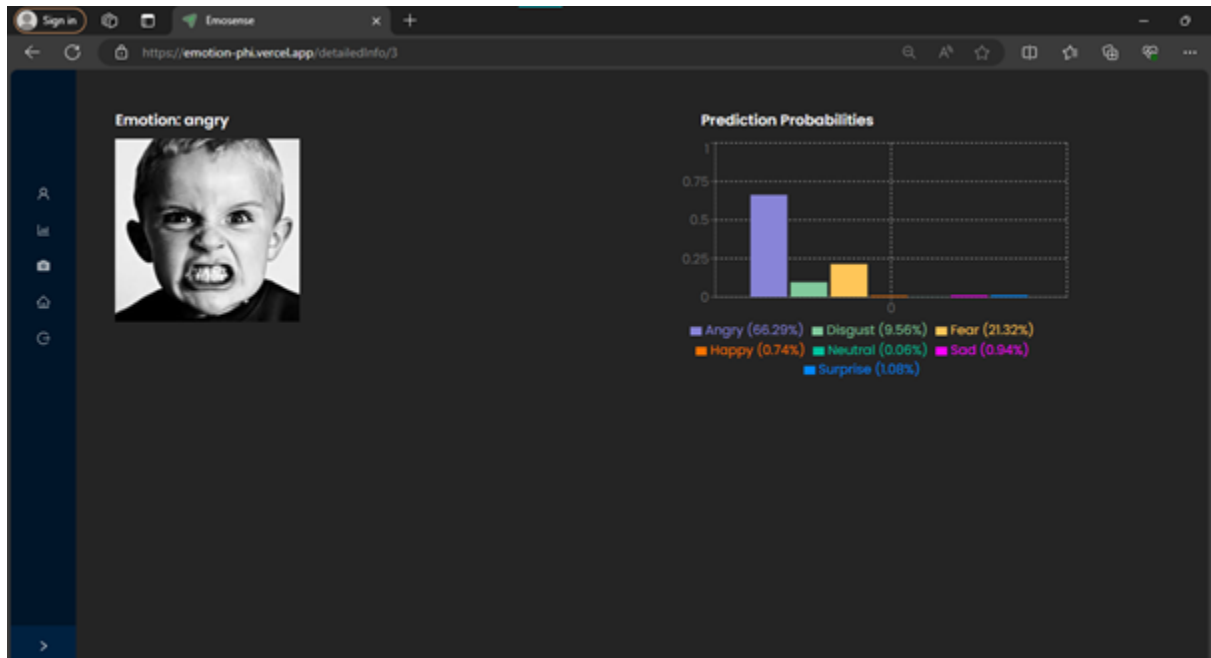 Sign in
Emosense
https://emotion-phi.vercel.app/detailedInfo/3
Emotion: angry
Prediction Probabilities
1
0.75
0.5
0.25
0
0
Angry (66.29%) Disgust (9.56%) Fear (21.32%)
Happy (0.74%) Neutral (0.06%) Sad (0.94%)
Surprise (1.08%)